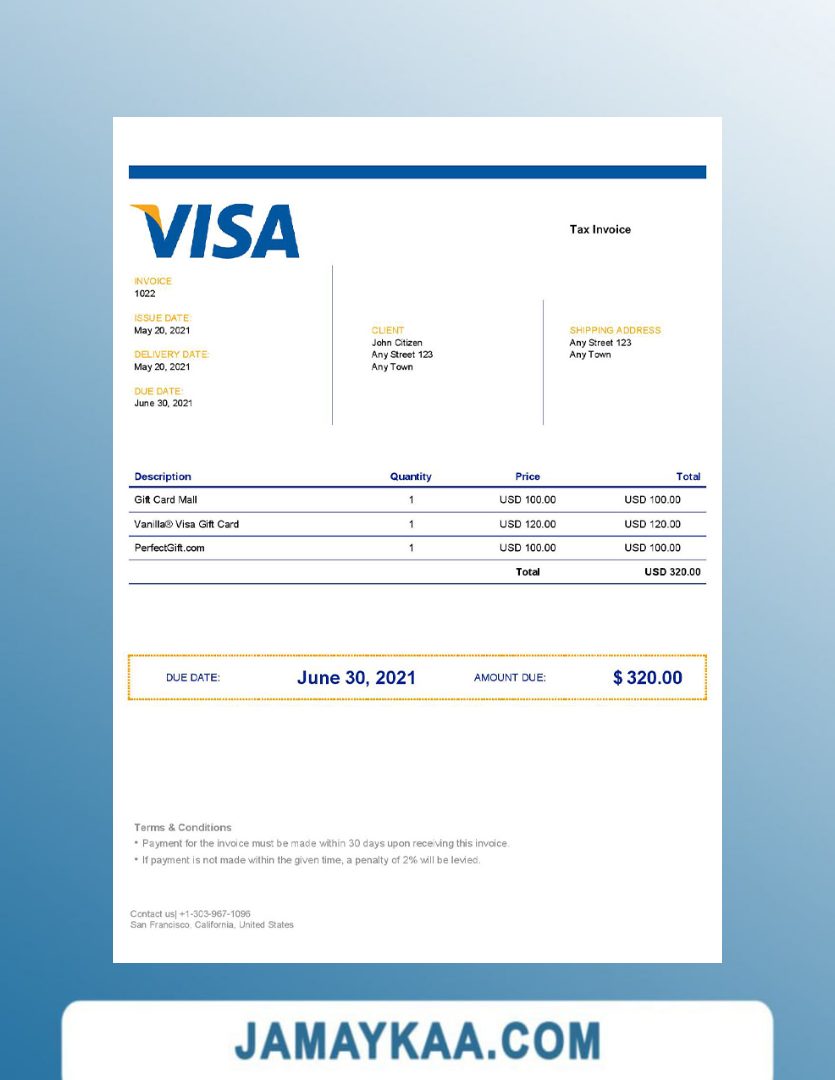 VISA
Tax Invoice
INVOICE
1022
ISSUE DATE:
May 20, 2021
DELIVERY DATE:
May 20, 2021
DUE DATE:
June 30, 2021
CLIENT
John Citizen
Any Street 123
Any Town
SHIPPING ADDRESS
Any Street 123
Any Town
Description Quantity Price Total
Gift Card Mall 1 USD 100.00 USD 100.00
Vanilla® Visa Gift Card 1 USD 120.00 USD 120.00
PerfectGift.com 1 USD 100.00 USD 100.00
Total USD 320.00
DUE DATE: June 30, 2021 AMOUNT DUE: $ 320.00
Terms & Conditions
• Payment for the invoice must be made within 30 days upon receiving this invoice.
• If payment is not made within the given time, a penalty of 2% will be levied.
Contact us| +1-303-967-1096
San Francisco, California, United States
JAMAYKAA.COM